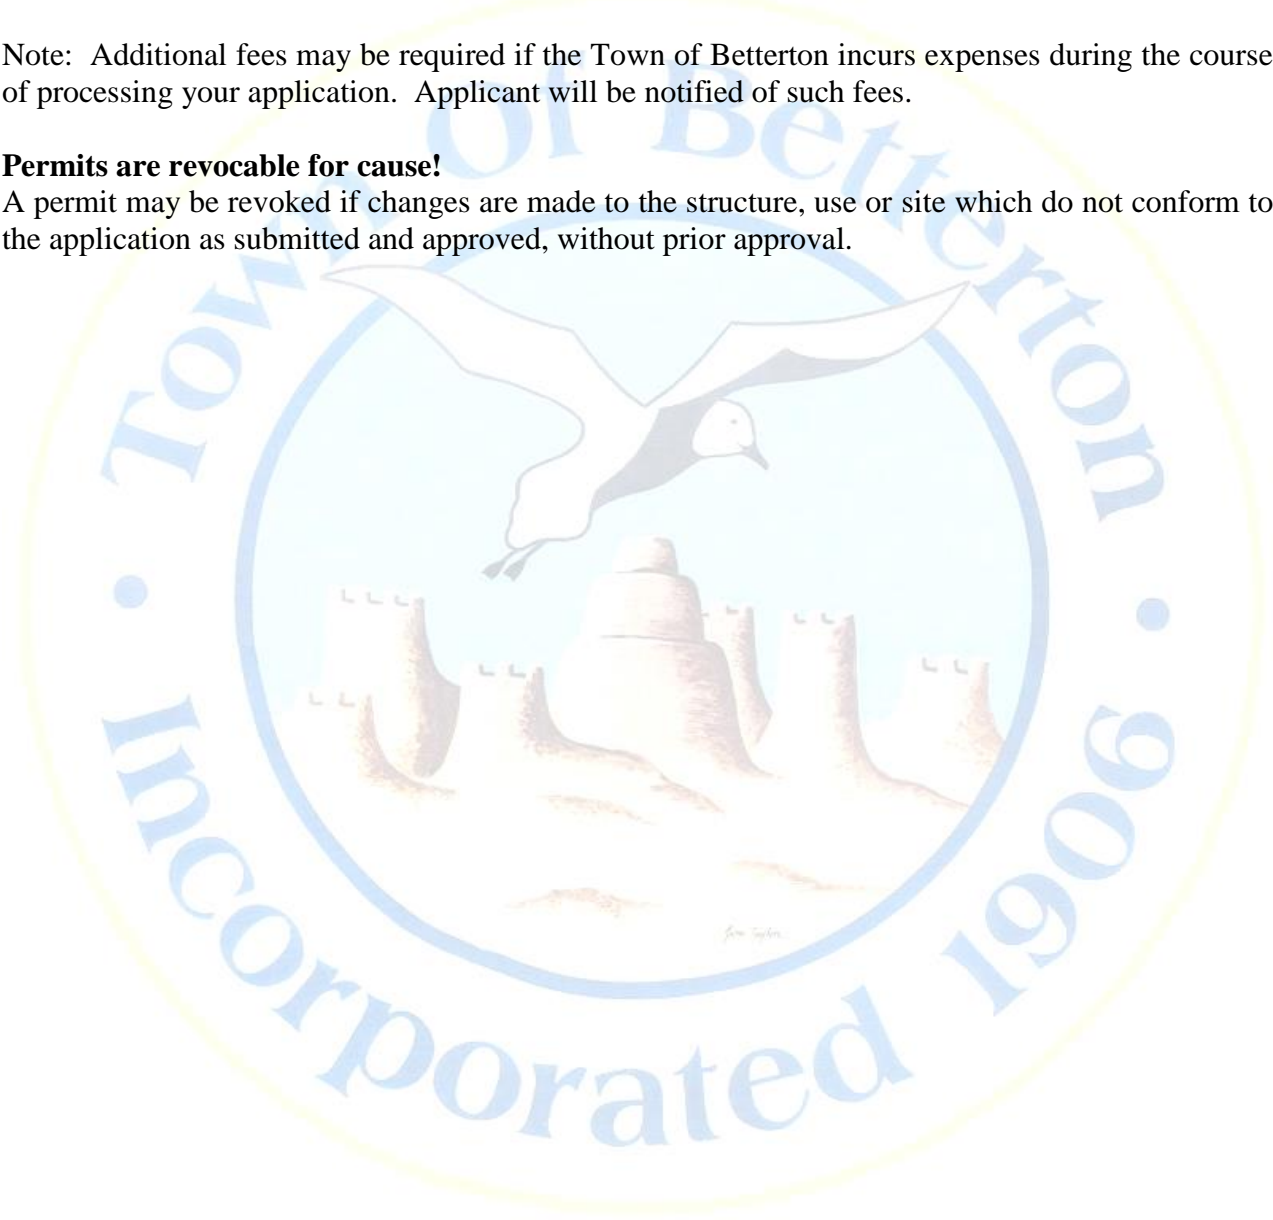 Note:  Additional fees may be required if the Town of Betterton incurs expenses during the course
of processing your application.  Applicant will be notified of such fees.
Permits are revocable for cause!
A permit may be revoked if changes are made to the structure, use or site which do not conform to
the application as submitted and approved, without prior approval.
Town Of Betterton
Incorporated 1906